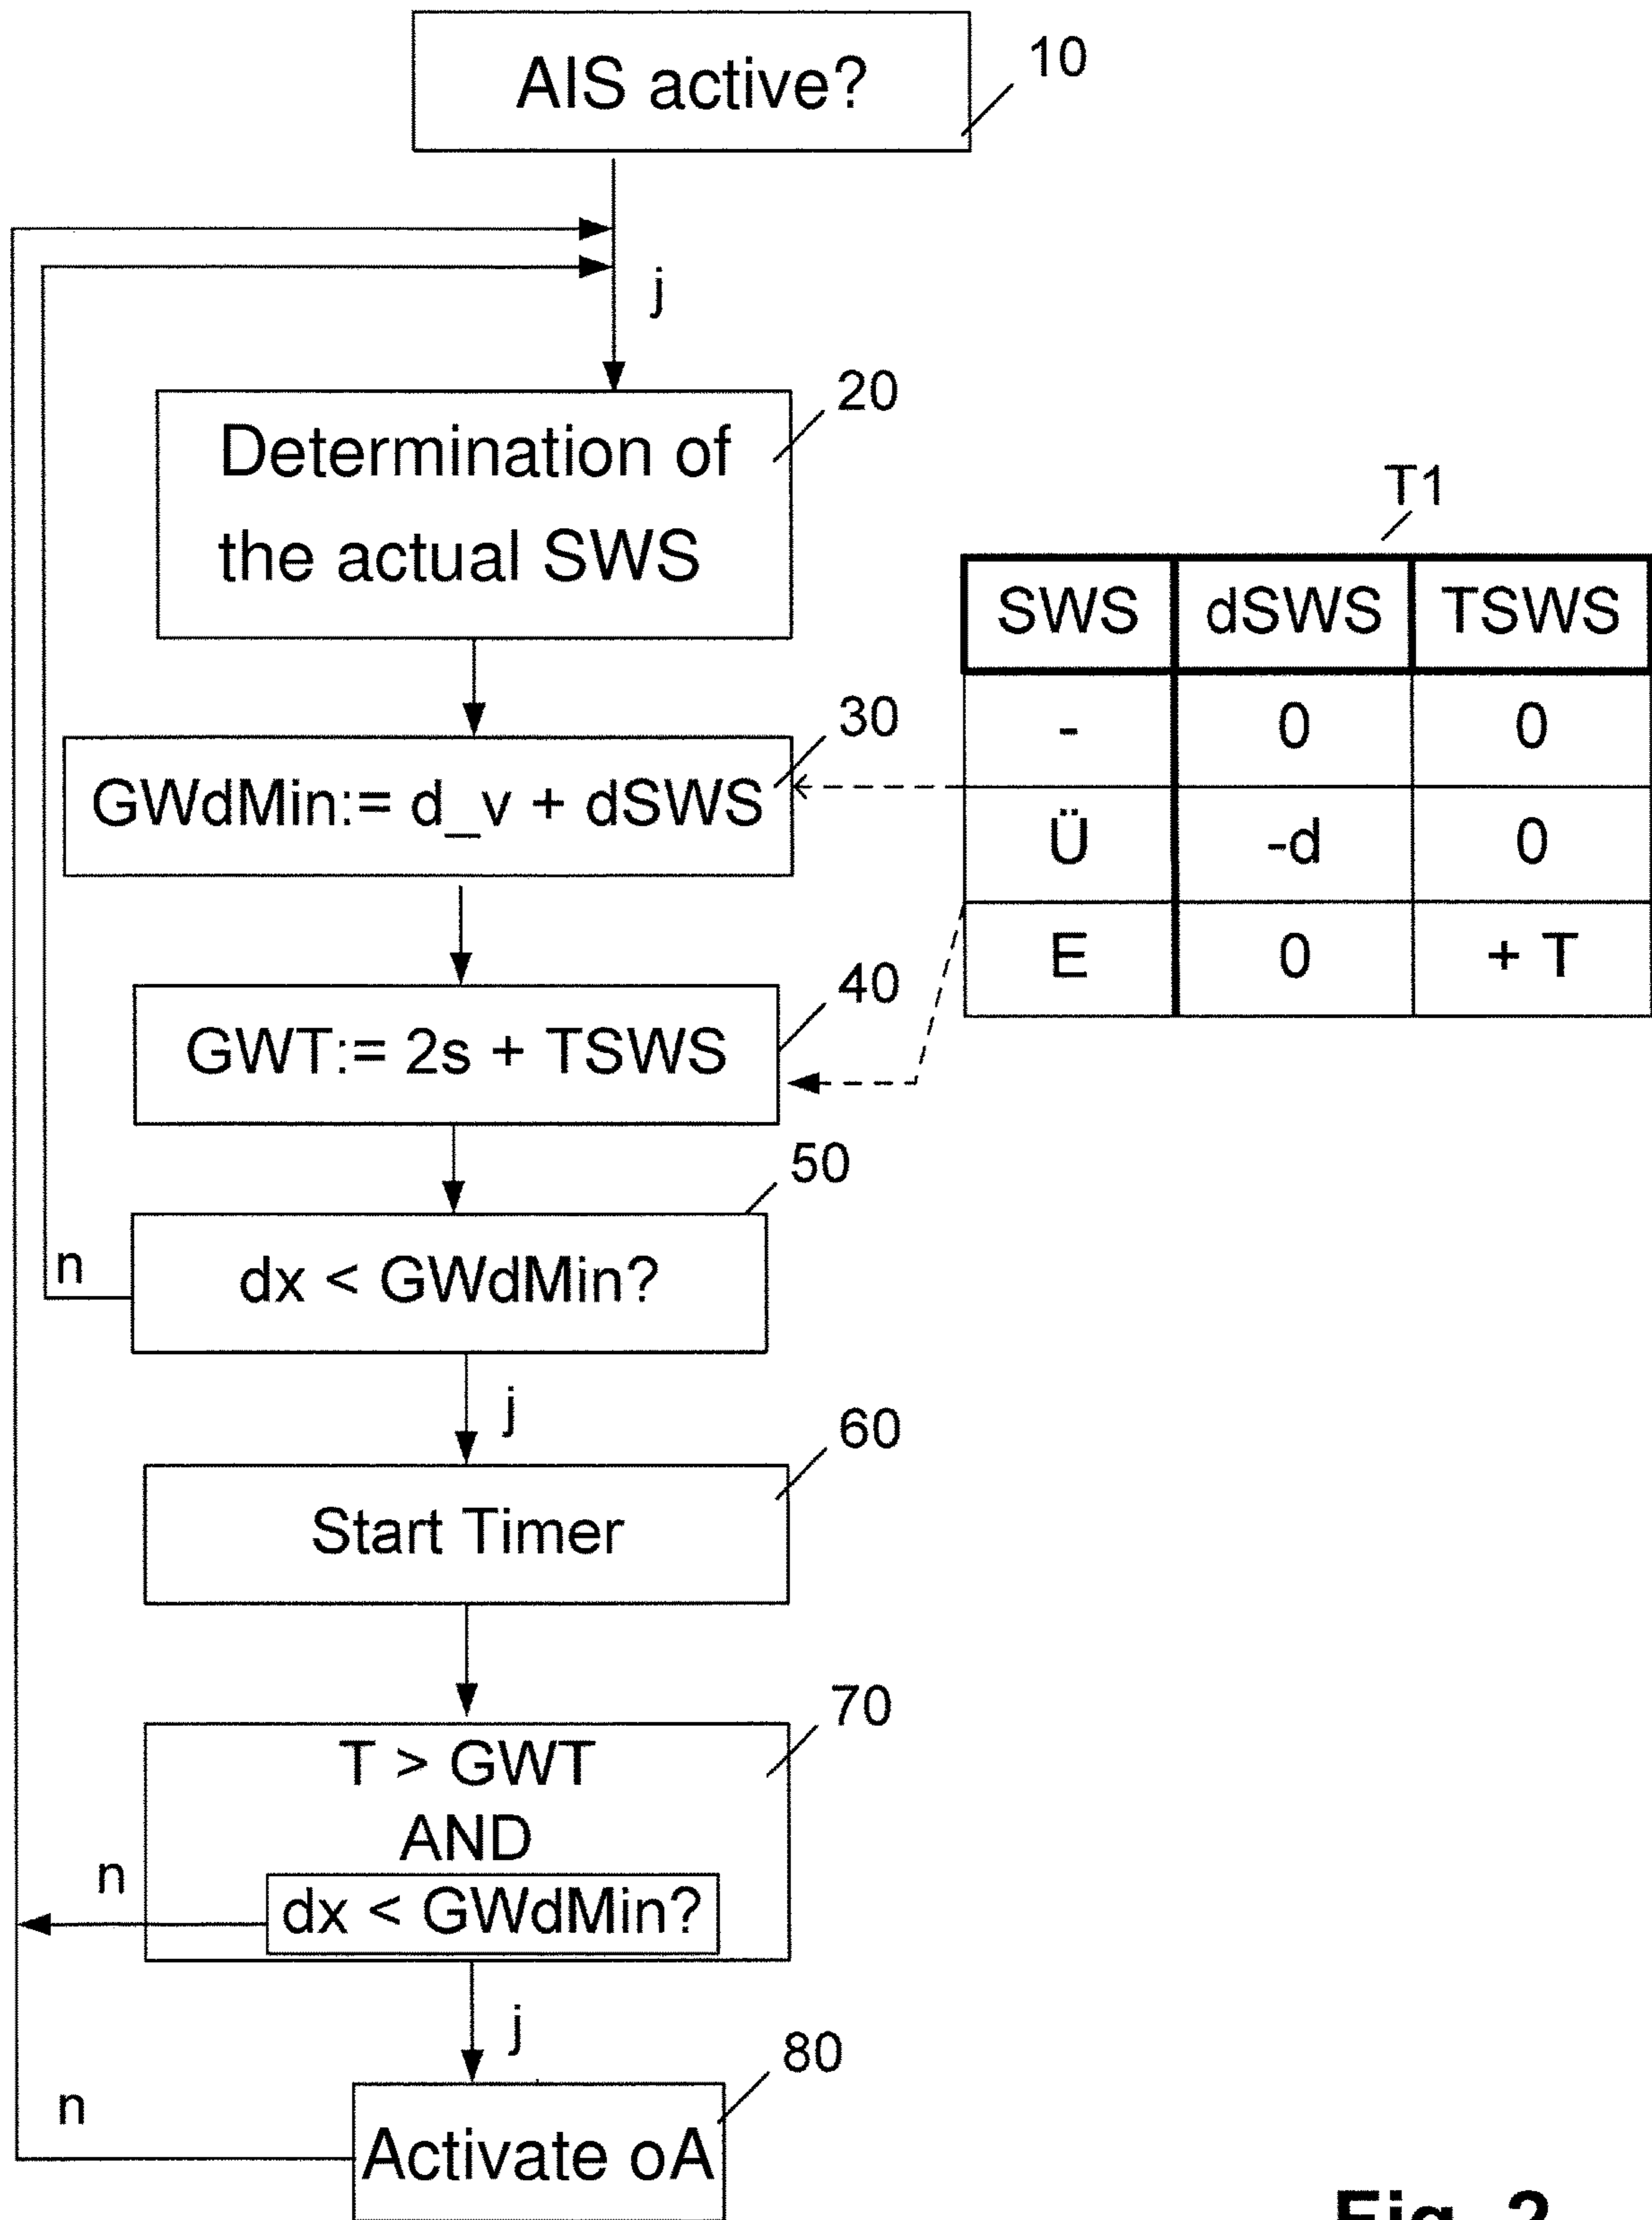 AIS active?
10
j
20
Determination of
the actual SWS
T1
SWS dSWS TSWS
- 0 0
Ü -d 0
E 0 + T
30
GWdMin:= d_v + dSWS
40
GWT:= 2s + TSWS
50
n
dx < GWdMin?
j
60
Start Timer
70
T > GWT
AND
n
dx < GWdMin?
j
80
n
Activate oA
Fig. 2